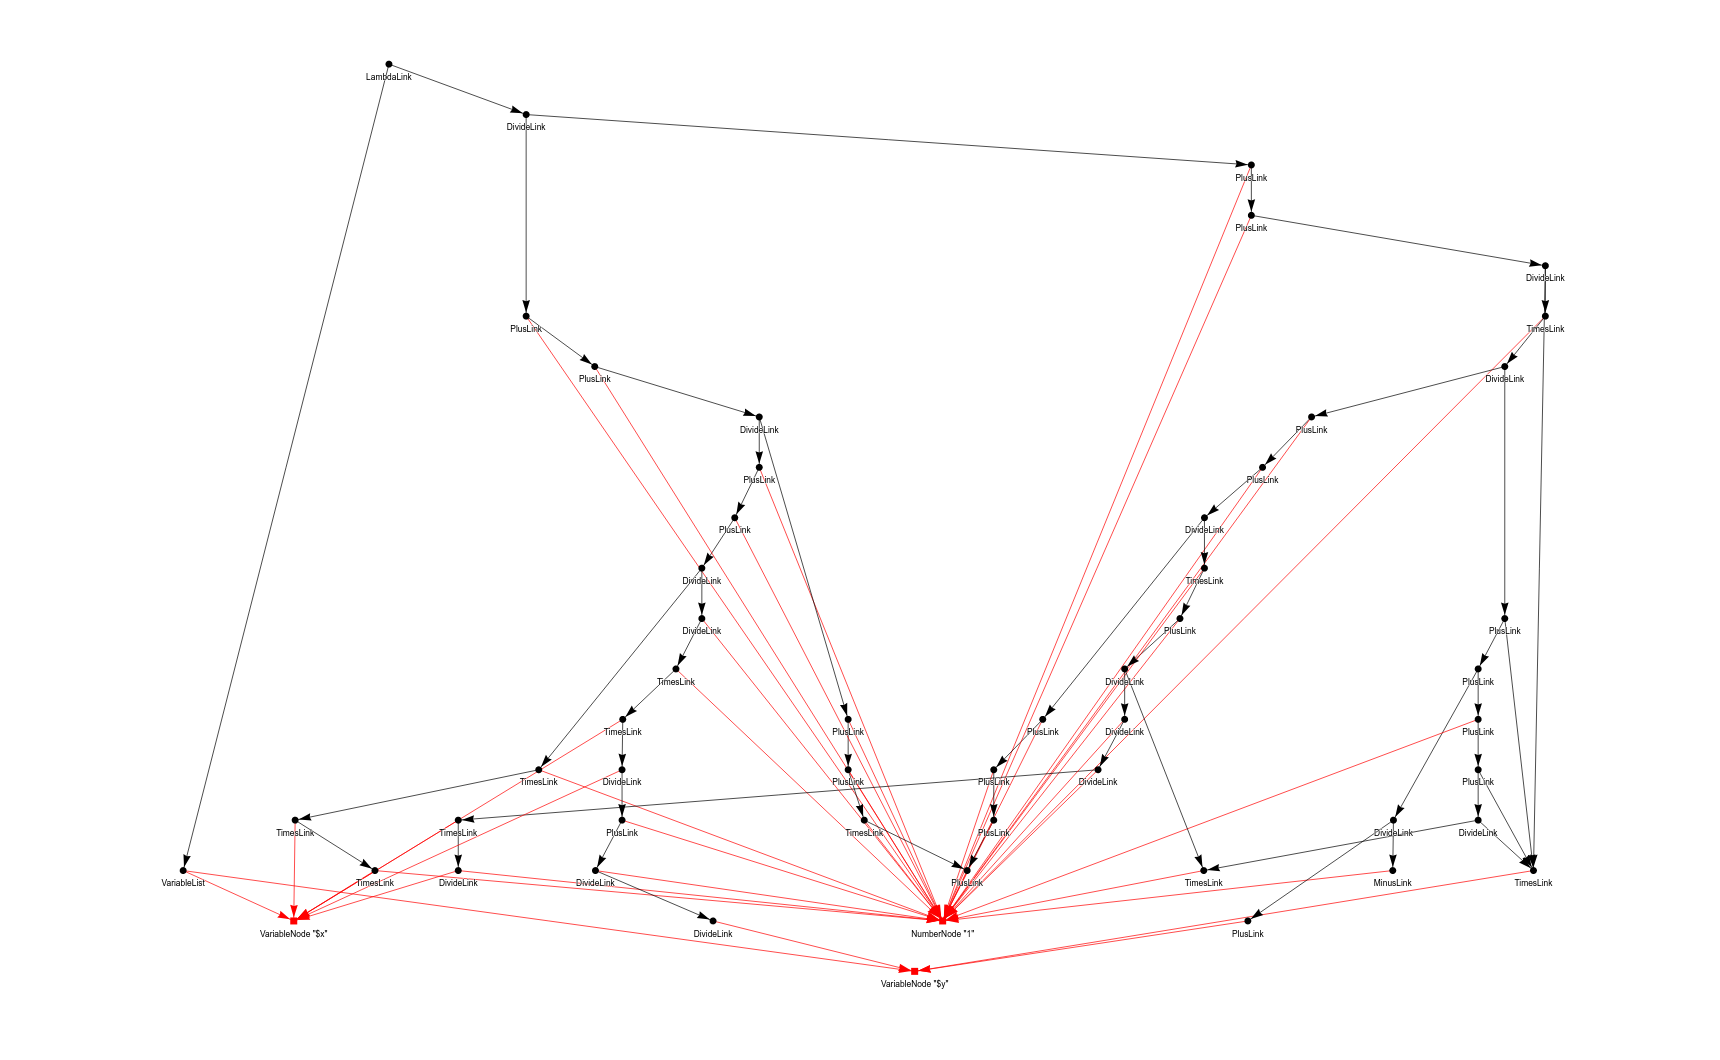 LambdaLink
DivideLink
PlusLink
PlusLink
DivideLink
PlusLink
TimesLink
PlusLink
DivideLink
DivideLink
PlusLink
PlusLink
PlusLink
PlusLink
DivideLink
DivideLink
TimesLink
DivideLink
PlusLink
PlusLink
TimesLink
DivideLink
PlusLink
TimesLink
PlusLink
PlusLink
DivideLink
PlusLink
TimesLink
DivideLink
PlusLink
PlusLink
DivideLink
PlusLink
TimesLink
TimesLink
PlusLink
TimesLink
PlusLink
DivideLink
DivideLink
VariableList
TimesLink
DivideLink
DivideLink
PlusLink
TimesLink
MinusLink
TimesLink
VariableNode "$x"
DivideLink
NumberNode "1"
PlusLink
VariableNode "$y"